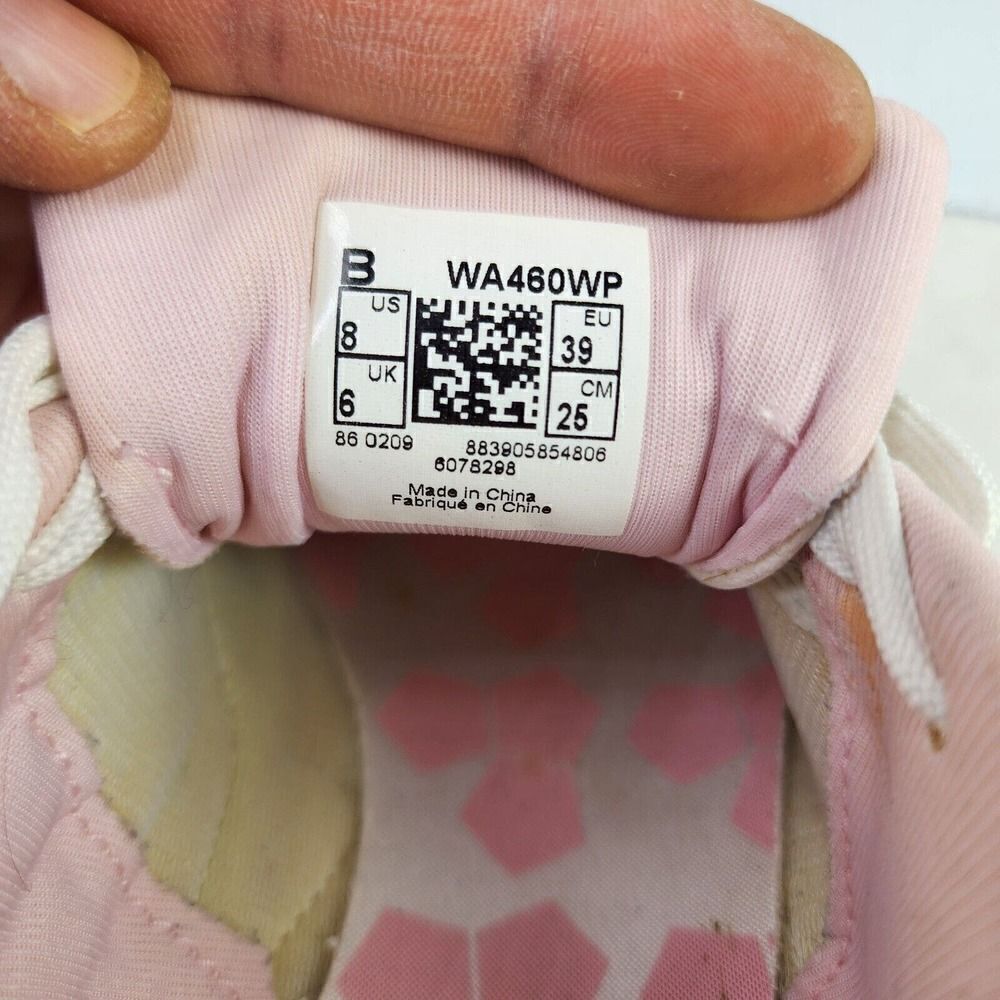 B WA460WP
US 8 EU 39
UK 6 CM 25
86 0209 883905854806
6078298
Made in China
Fabriqué en Chine